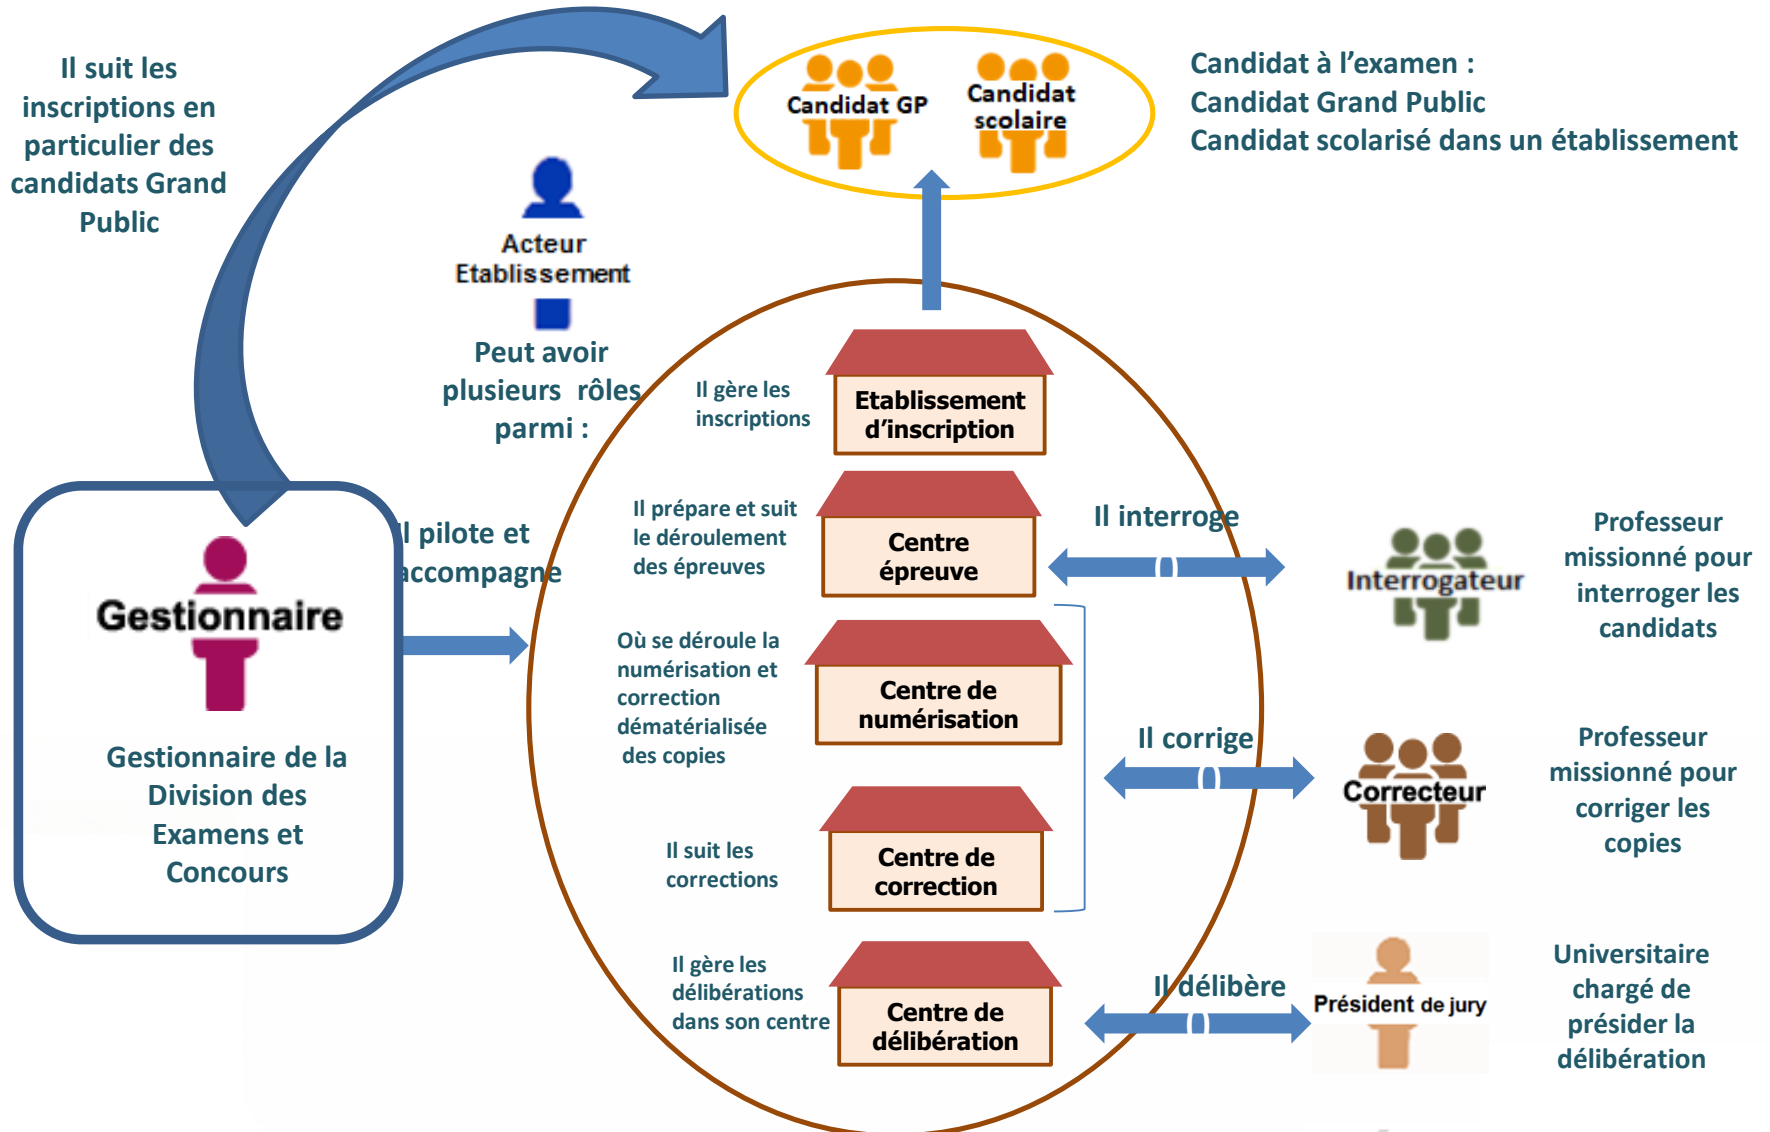 Il suit les
inscriptions en
particulier des
candidats Grand
Public
Candidat GP
Candidat
scolaire
Candidat à l’examen :
Candidat Grand Public
Candidat scolarisé dans un établissement
Acteur
Etablissement
Peut avoir
plusieurs rôles
parmi :
Il gère les
inscriptions
Etablissement
d’inscription
Il pilote et
accompagne
Gestionnaire
Gestionnaire de la
Division des
Examens et
Concours
Il prépare et suit
le déroulement
des épreuves
Centre
épreuve
Il interroge
Interrogateur
Professeur
missionné pour
interroger les
candidats
Où se déroule la
numérisation et
correction
dématérialisée
des copies
Centre de
numérisation
Il corrige
Correcteur
Professeur
missionné pour
corriger les
copies
Il suit les
corrections
Centre de
correction
Il gère les
délibérations
dans son centre
Centre de
délibération
Il délibère
Président de jury
Universitaire
chargé de
présider la
délibération